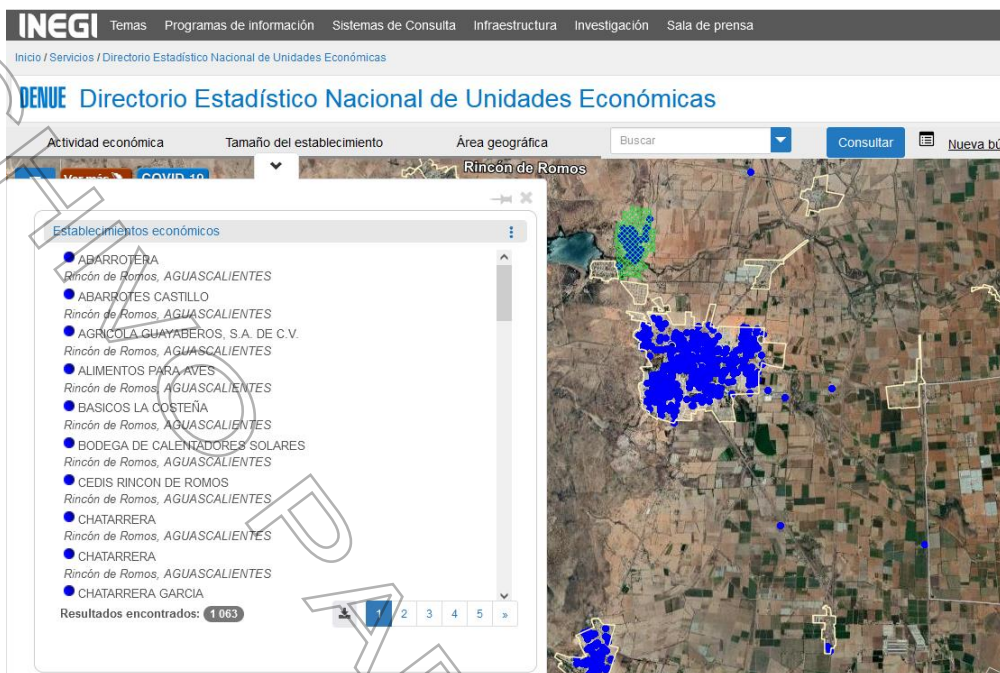 INEGI Temas Programas de información Sistemas de Consulta Infraestructura Investigación Sala de prensa
Inicio / Servicios / Directorio Estadístico Nacional de Unidades Económicas
DENUE Directorio Estadístico Nacional de Unidades Económicas
Actividad económica Tamaño del establecimiento Área geográfica Buscar Consultar Nueva bú
Ver más COVID-19
Rincón de Romos
Establecimientos económicos
ABARROTERA
Rincón de Romos, AGUASCALIENTES
ABARROTES CASTILLO
Rincón de Romos, AGUASCALIENTES
AGRICOLA GUAYABEROS, S.A. DE C.V.
Rincón de Romos, AGUASCALIENTES
ALIMENTOS PARA AVES
Rincón de Romos, AGUASCALIENTES
BASICOS LA COSTEÑA
Rincón de Romos, AGUASCALIENTES
BODEGA DE CALENTADORES SOLARES
Rincón de Romos, AGUASCALIENTES
CEDIS RINCON DE ROMOS
Rincón de Romos, AGUASCALIENTES
CHATARRERA
Rincón de Romos, AGUASCALIENTES
CHATARRERA
Rincón de Romos, AGUASCALIENTES
CHATARRERA GARCIA
Resultados encontrados: 1 063
1 2 3 4 5 »